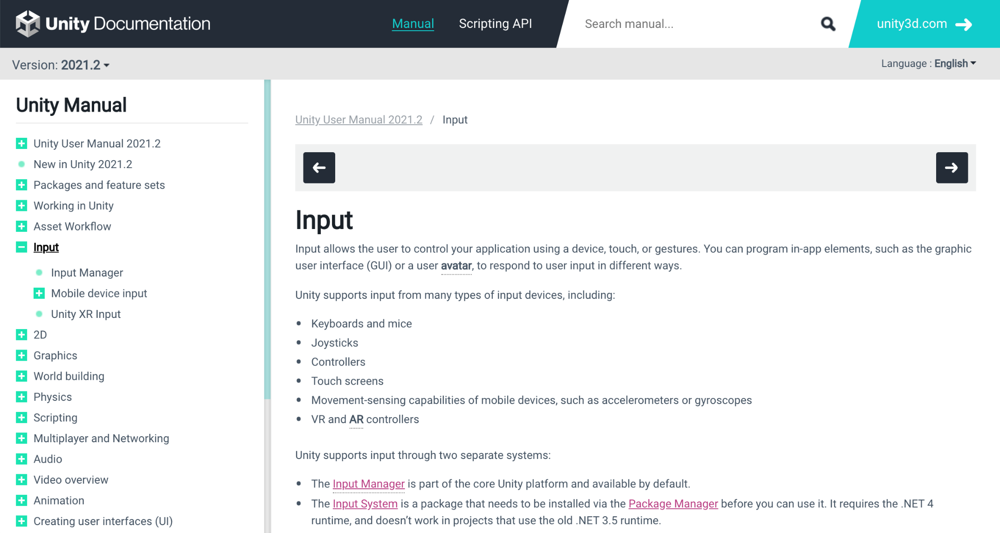 Unity Documentation
Manual
Scripting API
Search manual...
unity3d.com
Version: 2021.2
Language : English
Unity Manual
Unity User Manual 2021.2
New in Unity 2021.2
Packages and feature sets
Working in Unity
Asset Workflow
Input
Input Manager
Mobile device input
Unity XR Input
2D
Graphics
World building
Physics
Scripting
Multiplayer and Networking
Audio
Video overview
Animation
Creating user interfaces (UI)
Unity User Manual 2021.2 / Input
Input
Input allows the user to control your application using a device, touch, or gestures. You can program in-app elements, such as the graphic
user interface (GUI) or a user avatar, to respond to user input in different ways.
Unity supports input from many types of input devices, including:
• Keyboards and mice
• Joysticks
• Controllers
• Touch screens
• Movement-sensing capabilities of mobile devices, such as accelerometers or gyroscopes
• VR and AR controllers
Unity supports input through two separate systems:
• The Input Manager is part of the core Unity platform and available by default.
• The Input System is a package that needs to be installed via the Package Manager before you can use it. It requires the .NET 4
runtime, and doesn’t work in projects that use the old .NET 3.5 runtime.